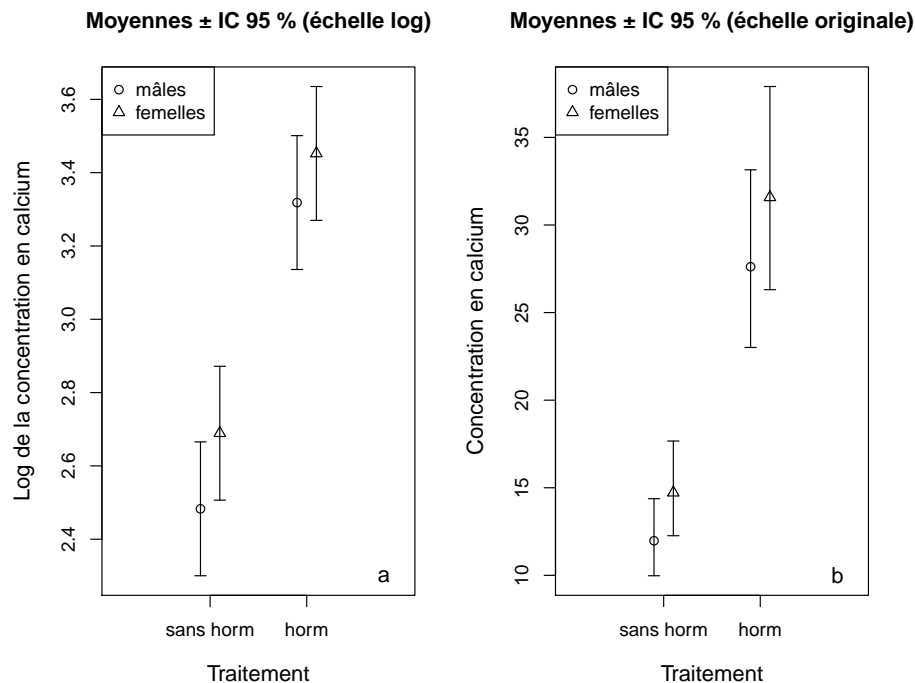 Moyennes ± IC 95 % (échelle log)
mâles
femelles
3.6
3.4
3.2
3.0
2.8
2.6
2.4
Log de la concentration en calcium
a
sans horm
horm
Traitement
Moyennes ± IC 95 % (échelle originale)
mâles
femelles
35
30
25
20
15
10
Concentration en calcium
b
sans horm
horm
Traitement